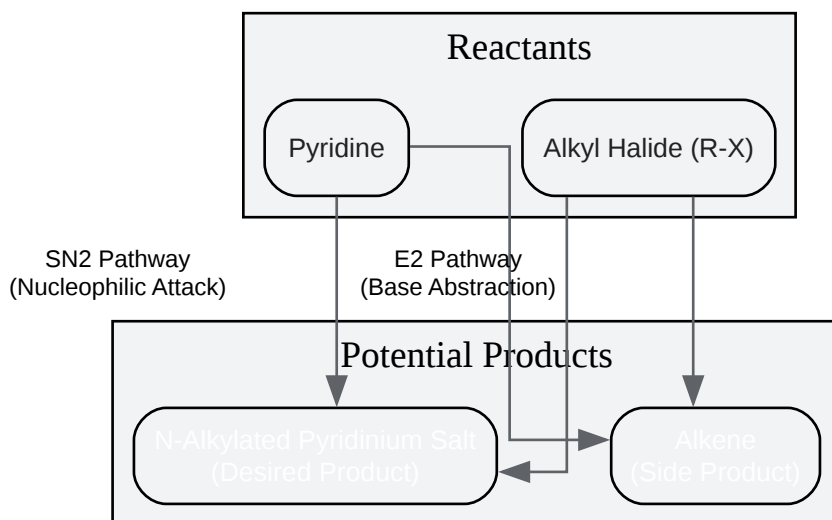 Reactants
Pyridine
Alkyl Halide (R-X)
SN2 Pathway
(Nucleophilic Attack)
E2 Pathway
(Base Abstraction)
Potential Products
N-Alkylated Pyridinium Salt
(Desired Product)
Alkene
(Side Product)